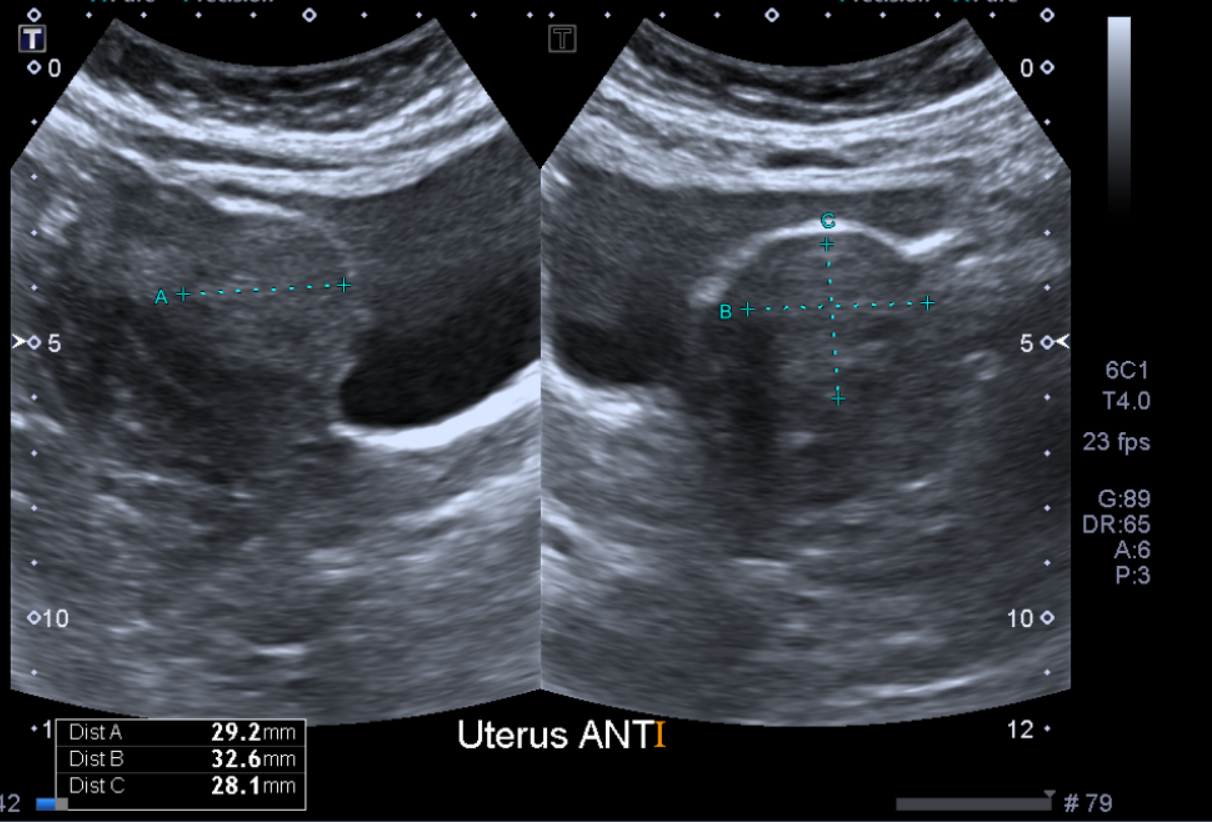 T
T
0
0
A
C
B
5
5
6C1
T4.0
23 fps
G:89
DR:65
A:6
P:3
10
10
Dist A 29.2mm
Dist B 32.6mm
Dist C 28.1mm
Uterus ANT
12
# 79